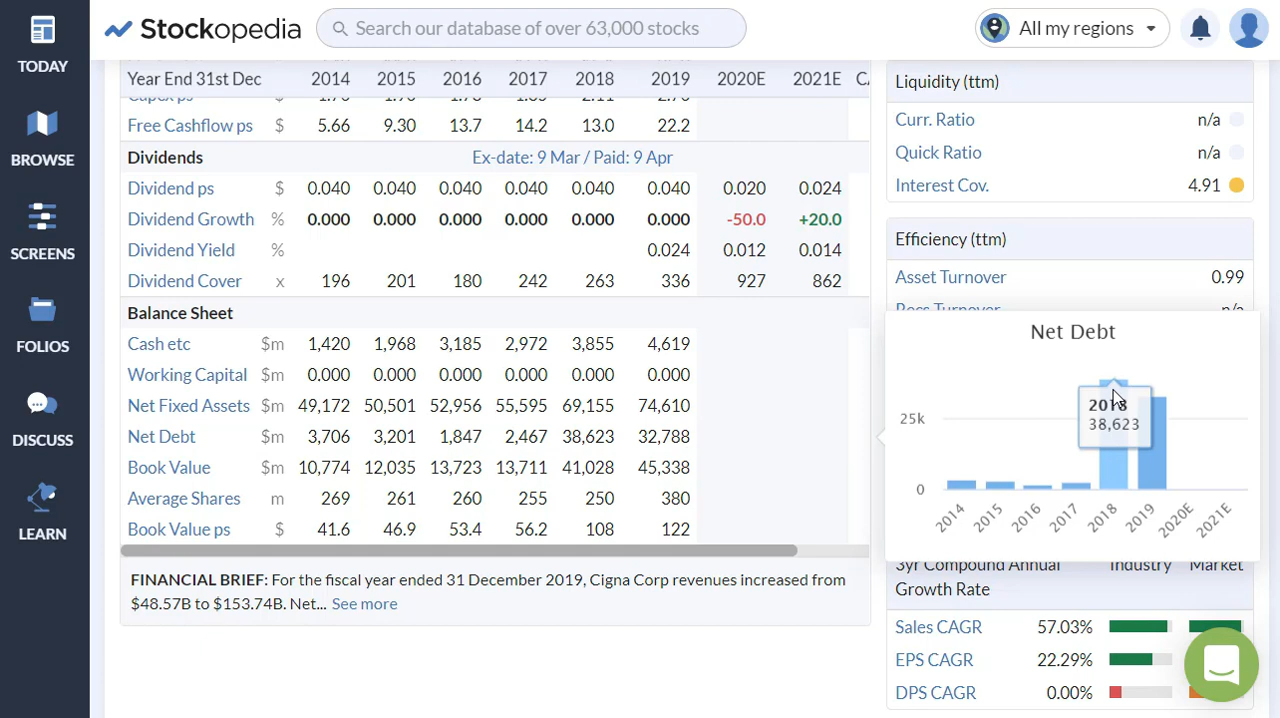 TODAY
BROWSE
SCREENS
FOLIOS
DISCUSS
LEARN
Stockopedia
Search our database of over 63,000 stocks
All my regions
Year End 31st Dec 2014 2015 2016 2017 2018 2019 2020E 2021E
Free Cashflow ps $ 5.66 9.30 13.7 14.2 13.0 22.2
Dividends Ex-date: 9 Mar / Paid: 9 Apr
Dividend ps $ 0.040 0.040 0.040 0.040 0.040 0.040 0.020 0.024
Dividend Growth % 0.000 0.000 0.000 0.000 0.000 0.000 -50.0 +20.0
Dividend Yield % 0.024 0.012 0.014
Dividend Cover x 196 201 180 242 263 336 927 862
Balance Sheet
Cash etc $m 1,420 1,968 3,185 2,972 3,855 4,619
Working Capital $m 0.000 0.000 0.000 0.000 0.000 0.000
Net Fixed Assets $m 49,172 50,501 52,956 55,595 69,155 74,610
Net Debt $m 3,706 3,201 1,847 2,467 38,623 32,788
Book Value $m 10,774 12,035 13,723 13,711 41,028 45,338
Average Shares m 269 261 260 255 250 380
Book Value ps $ 41.6 46.9 53.4 56.2 108 122
FINANCIAL BRIEF: For the fiscal year ended 31 December 2019, Cigna Corp revenues increased from
$48.57B to $153.74B. Net... See more
Liquidity (ttm)
Curr. Ratio n/a
Quick Ratio n/a
Interest Cov. 4.91
Efficiency (ttm)
Asset Turnover 0.99
Net Debt
2018
38,623
25k
0
2014 2015 2016 2017 2018 2019 2020E 2021E
3yr Compound Annual Industry Market
Growth Rate
Sales CAGR 57.03%
EPS CAGR 22.29%
DPS CAGR 0.00%